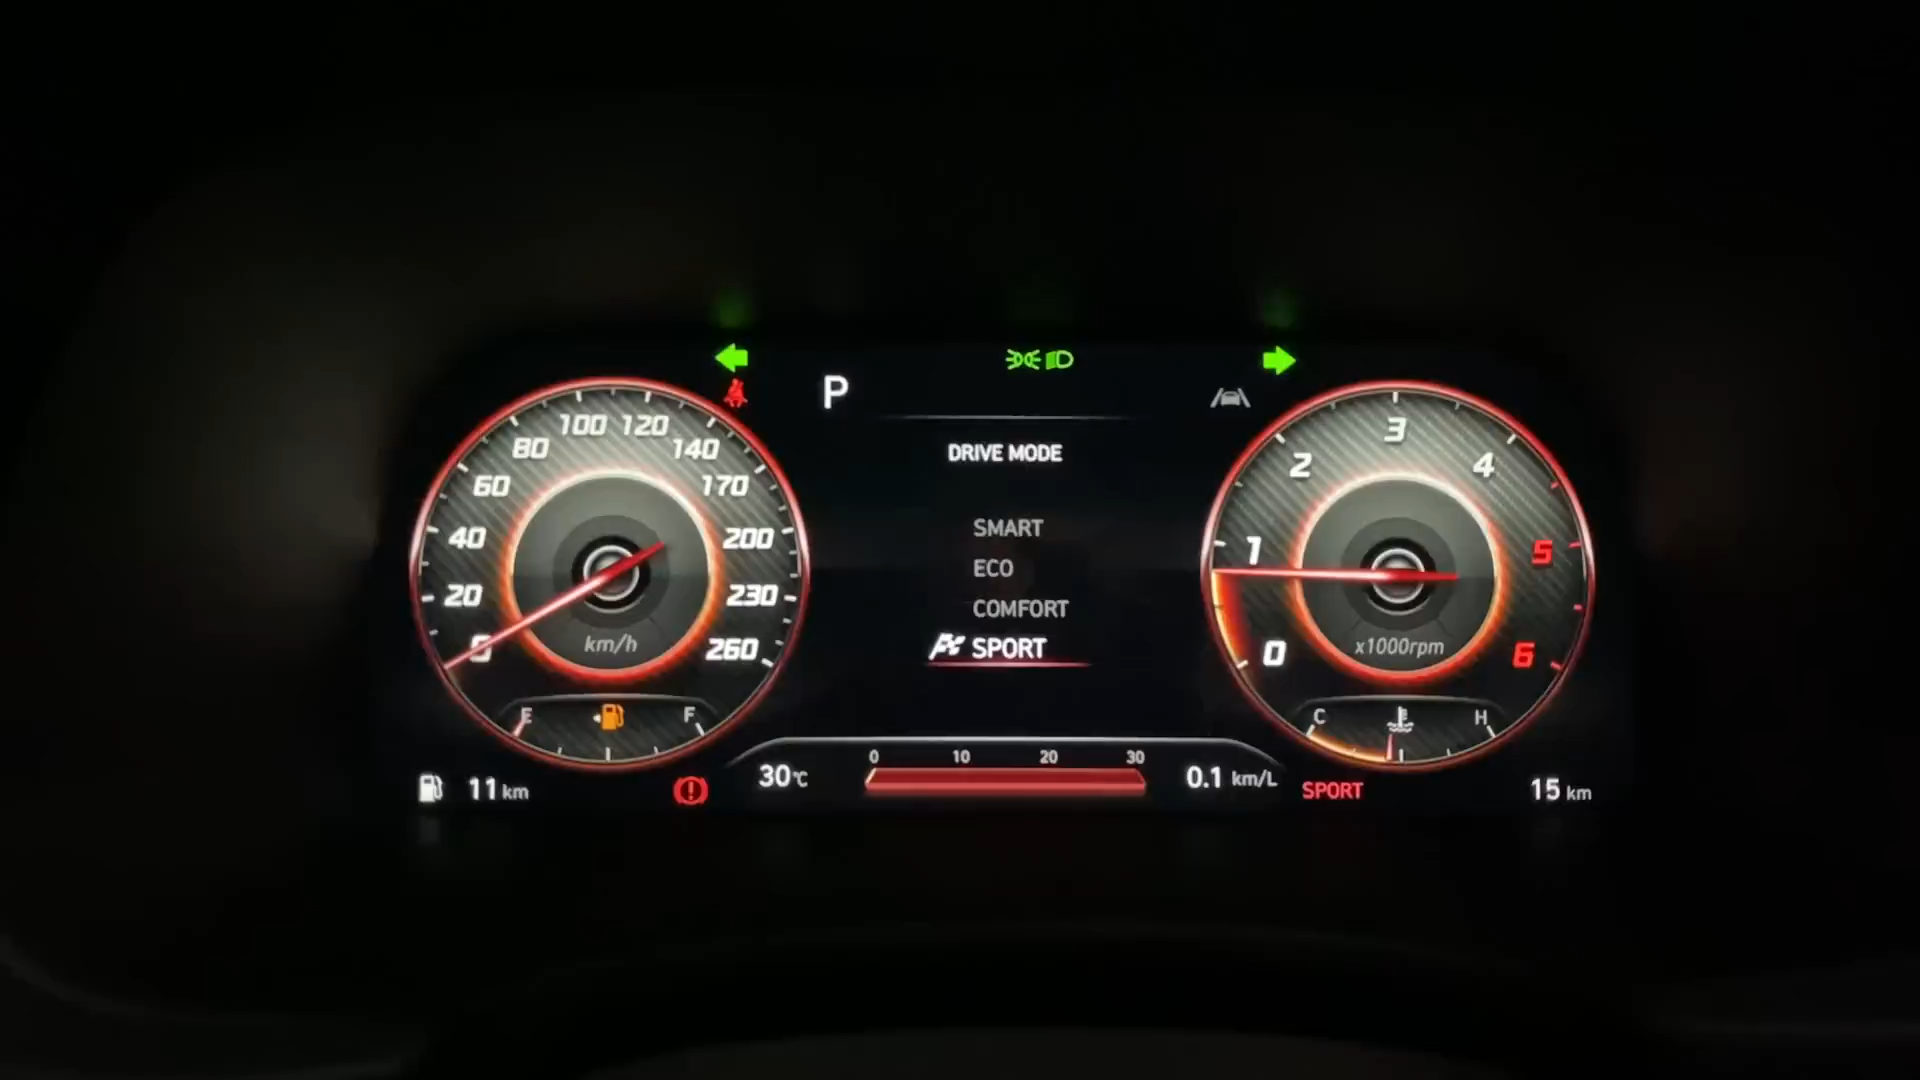 P
DRIVE MODE
SMART
ECO
COMFORT
SPORT
0
20
40
60
80
100
120
140
170
200
230
260
km/h
E
F
0
1
2
3
4
5
6
x1000rpm
C
H
11 km
30℃
0 10 20 30
0.1 km/L
SPORT
15 km